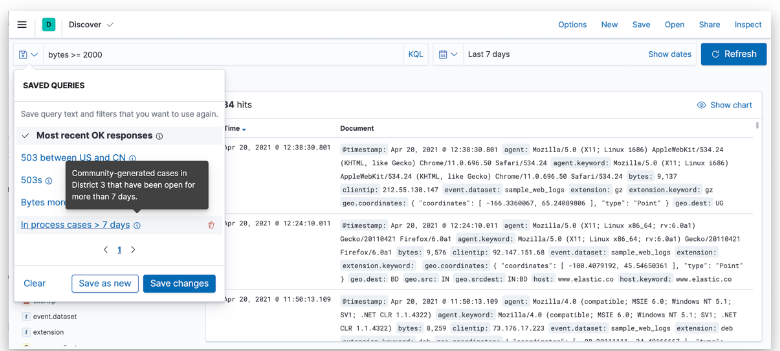 D Discover
Options New Save Open Share Inspect
bytes >= 2000
KQL
Last 7 days
Show dates
Refresh
SAVED QUERIES
Save query text and filters that you want to use again.
Most recent OK responses
503 between US and CN
503s
Bytes more
Community-generated cases in
District 3 that have been open for
more than 7 days.
In process cases > 7 days
1
Clear
Save as new
Save changes
t event.dataset
t extension
34 hits
Show chart
Time
Document
Apr 20, 2021 @ 12:38:30.801
@timestamp: Apr 20, 2021 @ 12:38:30.801 agent: Mozilla/5.0 (X11; Linux i686) AppleWebKit/534.24
(KHTML, like Gecko) Chrome/11.0.696.50 Safari/534.24 agent.keyword: Mozilla/5.0 (X11; Linux i686)
AppleWebKit/534.24 (KHTML, like Gecko) Chrome/11.0.696.50 Safari/534.24 bytes: 9,137
clientip: 212.55.138.147 event.dataset: sample_web_logs extension: gz extension.keyword: gz
geo.coordinates: { "coordinates": [ -166.3360067, 65.24089806 ], "type": "Point" } geo.dest: UG
Apr 20, 2021 @ 12:24:10.011
@timestamp: Apr 20, 2021 @ 12:24:10.011 agent: Mozilla/5.0 (X11; Linux x86_64; rv:6.0a1)
Gecko/20110421 Firefox/6.0a1 agent.keyword: Mozilla/5.0 (X11; Linux x86_64; rv:6.0a1) Gecko/20110421
Firefox/6.0a1 bytes: 9,576 clientip: 92.147.151.68 event.dataset: sample_web_logs extension:
extension.keyword: geo.coordinates: { "coordinates": [ -100.4079192, 45.54650361 ], "type": "Point"
} geo.dest: BD geo.src: IN geo.srcdest: IN:BD host: www.elastic.co host.keyword: www.elastic.co
Apr 20, 2021 @ 11:50:13.109
@timestamp: Apr 20, 2021 @ 11:50:13.109 agent: Mozilla/4.0 (compatible; MSIE 6.0; Windows NT 5.1;
SV1; .NET CLR 1.1.4322) agent.keyword: Mozilla/4.0 (compatible; MSIE 6.0; Windows NT 5.1; SV1; .NET
CLR 1.1.4322) bytes: 8,259 clientip: 73.176.17.223 event.dataset: sample_web_logs extension: deb